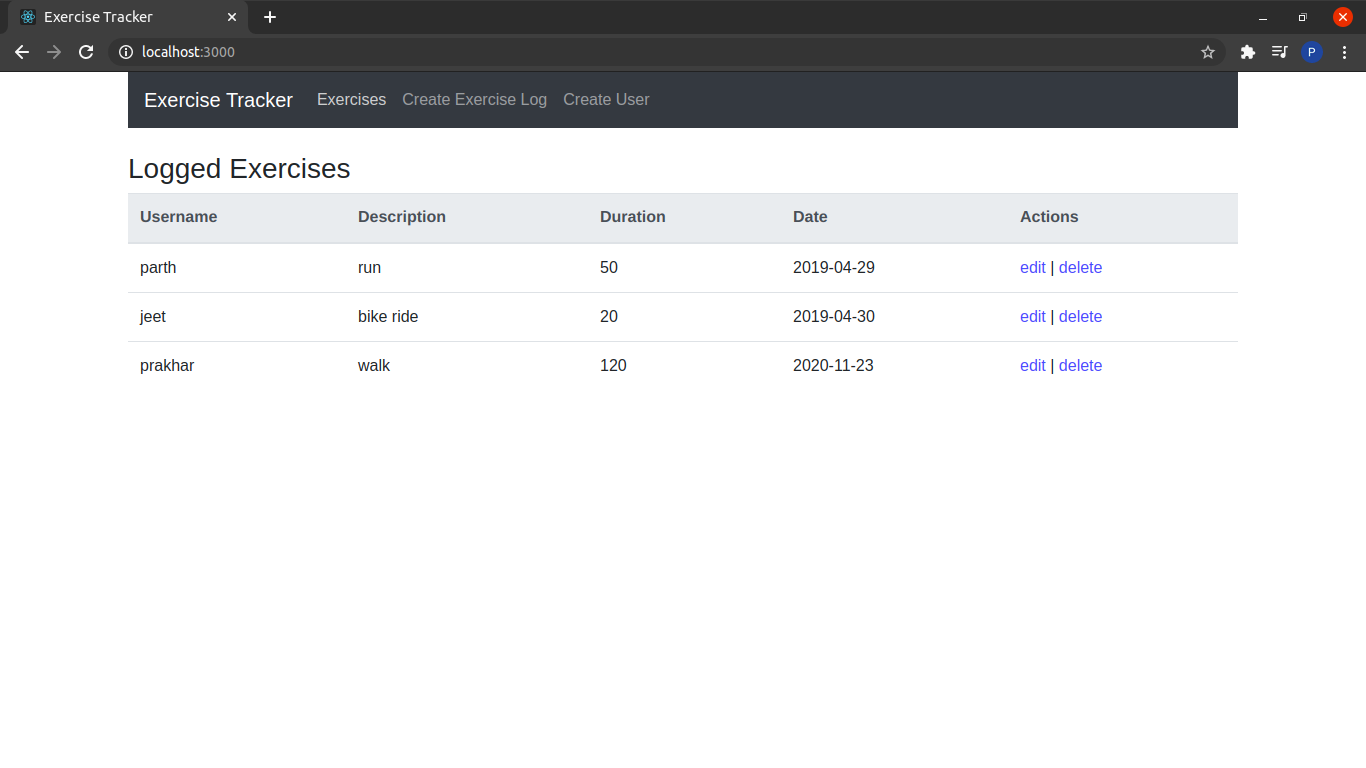 Exercise Tracker
localhost:3000
P
Exercise Tracker Exercises Create Exercise Log Create User
Logged Exercises
Username Description Duration Date Actions
parth run 50 2019-04-29 edit | delete
jeet bike ride 20 2019-04-30 edit | delete
prakhar walk 120 2020-11-23 edit | delete